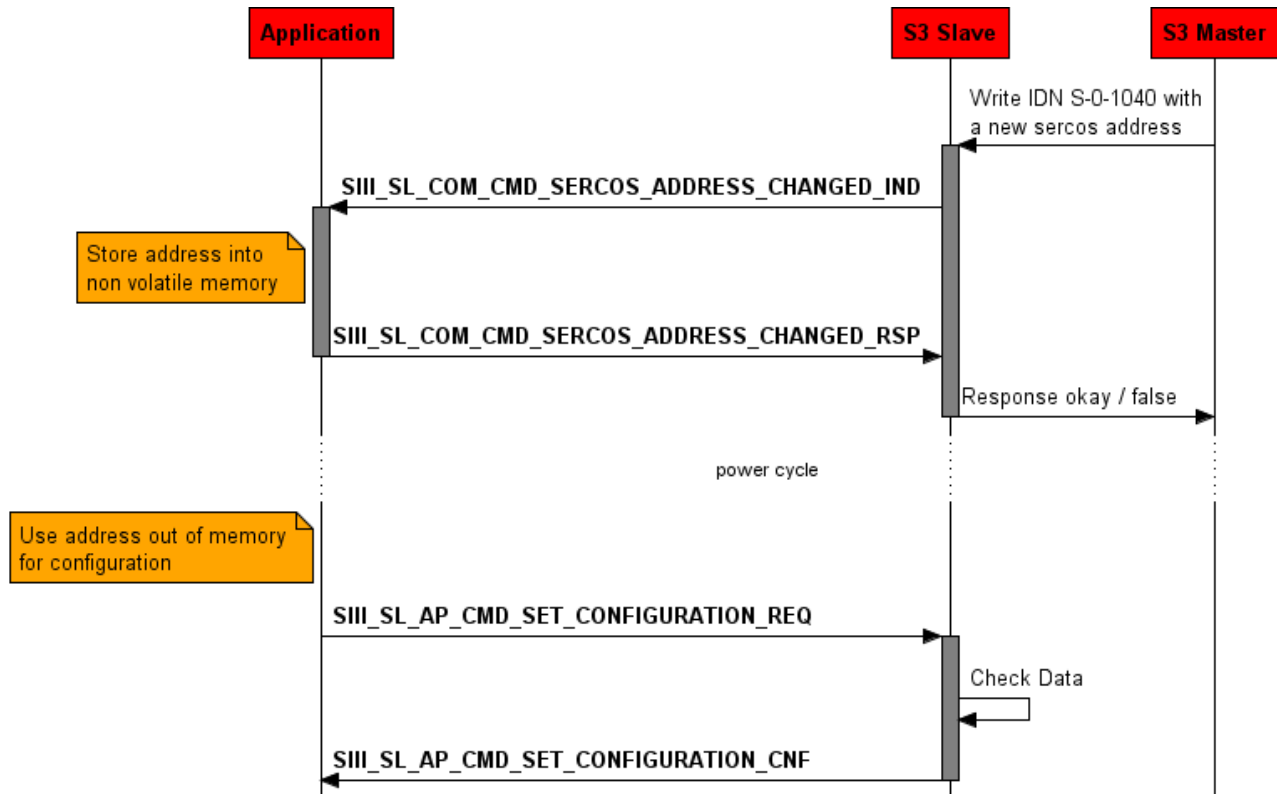 Application
S3 Slave
S3 Master
Write IDN S-0-1040 with
a new sercos address
SIII_SL_COM_CMD_SERCOS_ADDRESS_CHANGED_IND
Store address into
non volatile memory
SIII_SL_COM_CMD_SERCOS_ADDRESS_CHANGED_RSP
Response okay / false
power cycle
Use address out of memory
for configuration
SIII_SL_AP_CMD_SET_CONFIGURATION_REQ
Check Data
SIII_SL_AP_CMD_SET_CONFIGURATION_CNF